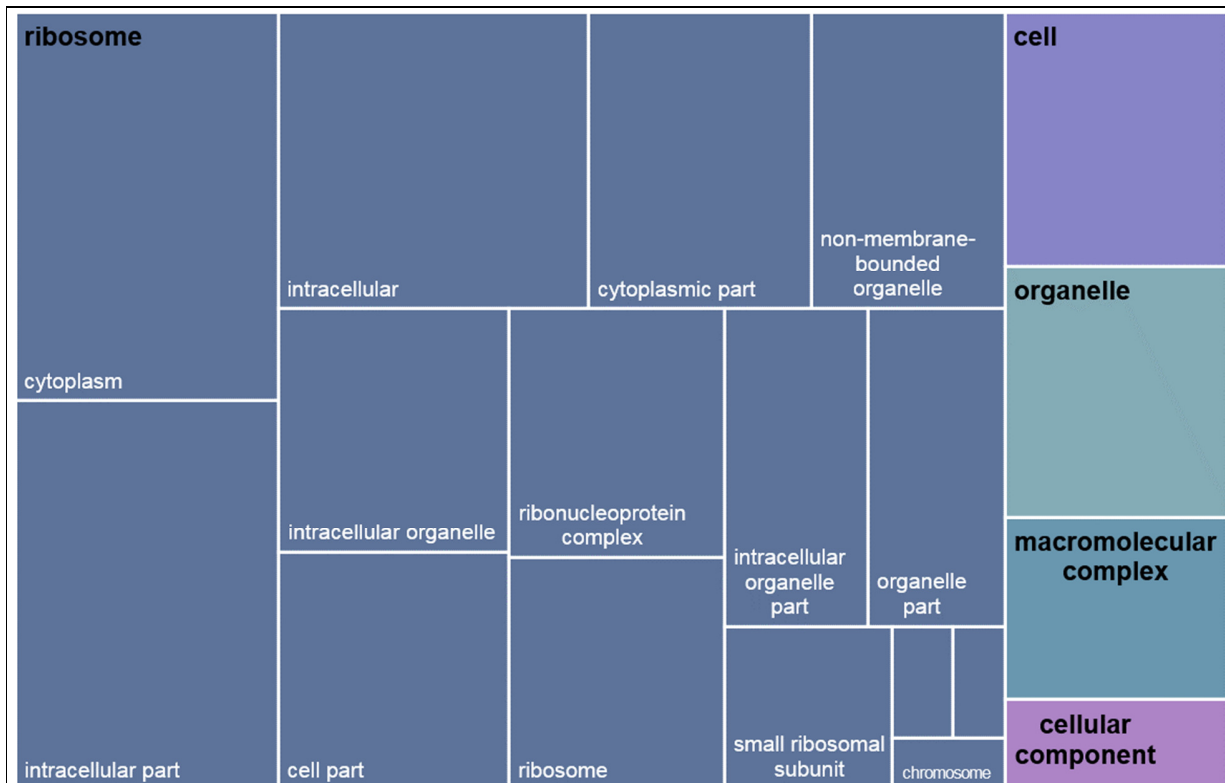 ribosome
cell
non-membrane-
bounded
organelle
intracellular
cytoplasmic part
organelle
cytoplasm
intracellular organelle
ribonucleoprotein
complex
macromolecular
complex
intracellular
organelle
part
organelle
part
cellular
component
small ribosomal
subunit
intracellular part
cell part
ribosome
chromosome